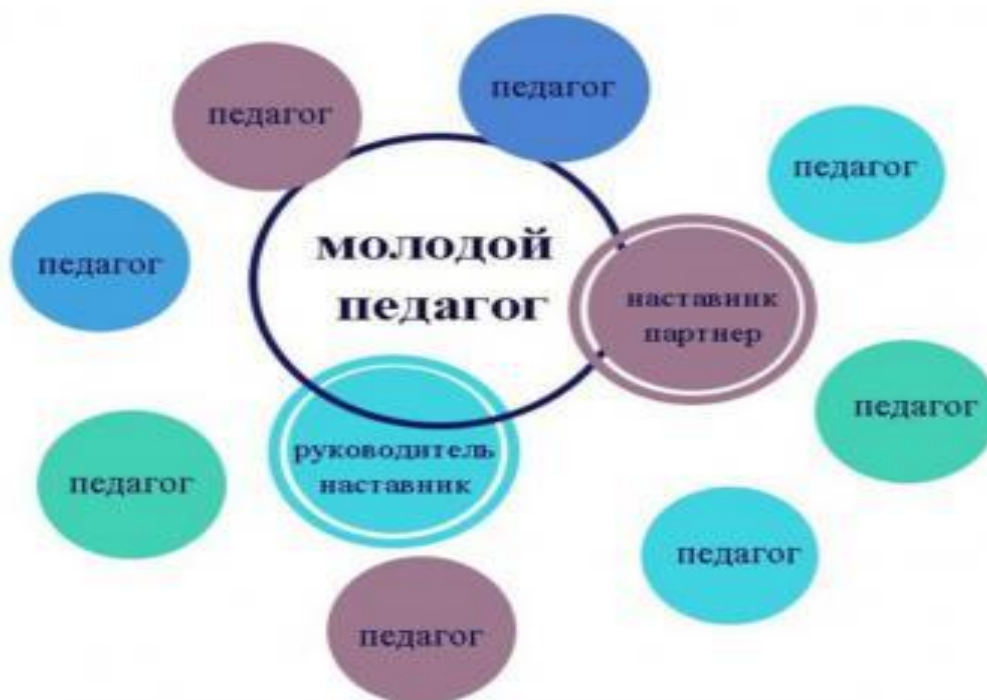 педагог
педагог
педагог
молодой
педагог
педагог
наставник
партнер
педагог
руководитель
наставник
педагог
педагог
педагог